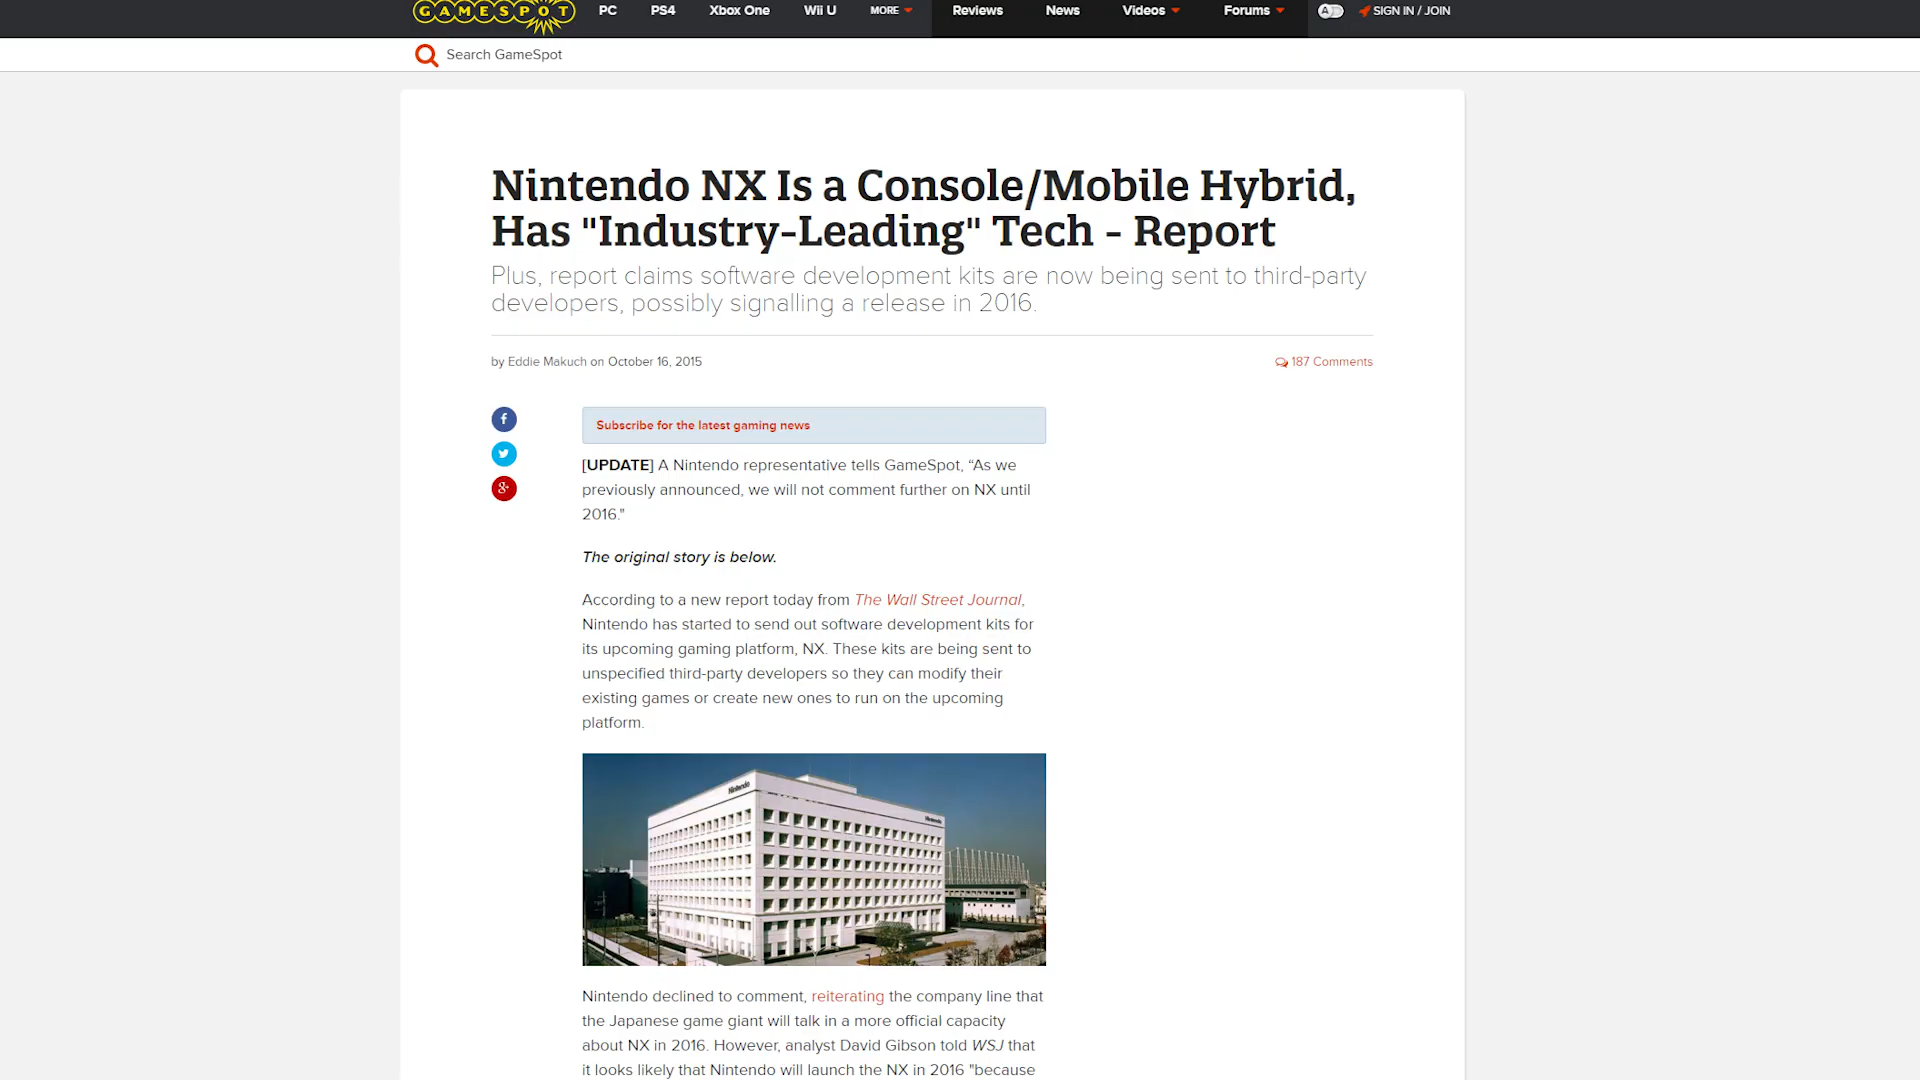 GAMESPOT PC PS4 Xbox One Wii U MORE Reviews News Videos Forums A SIGN IN / JOIN
Search GameSpot
Nintendo NX Is a Console/Mobile Hybrid,
Has "Industry-Leading" Tech - Report
Plus, report claims software development kits are now being sent to third-party
developers, possibly signalling a release in 2016.
by Eddie Makuch on October 16, 2015
187 Comments
f
g+
Subscribe for the latest gaming news
[UPDATE] A Nintendo representative tells GameSpot, “As we
previously announced, we will not comment further on NX until
2016."
The original story is below.
According to a new report today from The Wall Street Journal,
Nintendo has started to send out software development kits for
its upcoming gaming platform, NX. These kits are being sent to
unspecified third-party developers so they can modify their
existing games or create new ones to run on the upcoming
platform.
Nintendo
Nintendo
Nintendo declined to comment, reiterating the company line that
the Japanese game giant will talk in a more official capacity
about NX in 2016. However, analyst David Gibson told WSJ that
it looks likely that Nintendo will launch the NX in 2016 "because